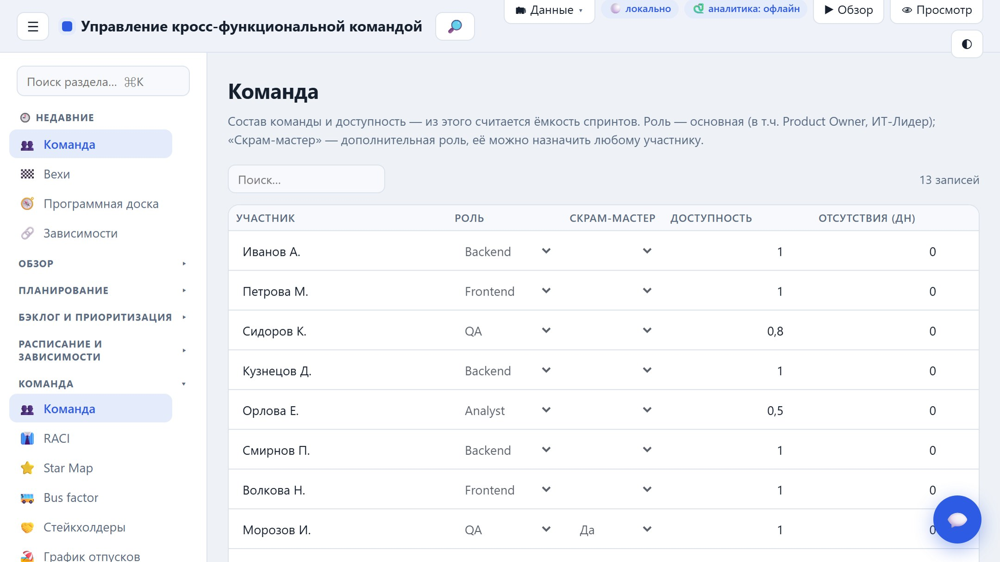 Управление кросс-функциональной командой
Данные
локально
аналитика: офлайн
Обзор
Просмотр
Поиск раздела... ⌘K
НЕДАВНИЕ
Команда
Вехи
Программная доска
Зависимости
ОБЗОР
ПЛАНИРОВАНИЕ
БЭКЛОГ И ПРИОРИТИЗАЦИЯ
РАСПИСАНИЕ И
ЗАВИСИМОСТИ
КОМАНДА
Команда
RACI
Star Map
Bus factor
Стейкхолдеры
График отпусков
Команда
Состав команды и доступность — из этого считается ёмкость спринтов. Роль — основная (в т.ч. Product Owner, ИТ-Лидер);
«Скрам-мастер» — дополнительная роль, её можно назначить любому участнику.
Поиск...
13 записей
УЧАСТНИК РОЛЬ СКРАМ-МАСТЕР ДОСТУПНОСТЬ ОТСУТСТВИЯ (ДН)
Иванов А. Backend 1 0
Петрова М. Frontend 1 0
Сидоров К. QA 0,8 0
Кузнецов Д. Backend 1 0
Орлова Е. Analyst 0,5 0
Смирнов П. Backend 1 0
Волкова Н. Frontend 1 0
Морозов И. QA Да 1 0